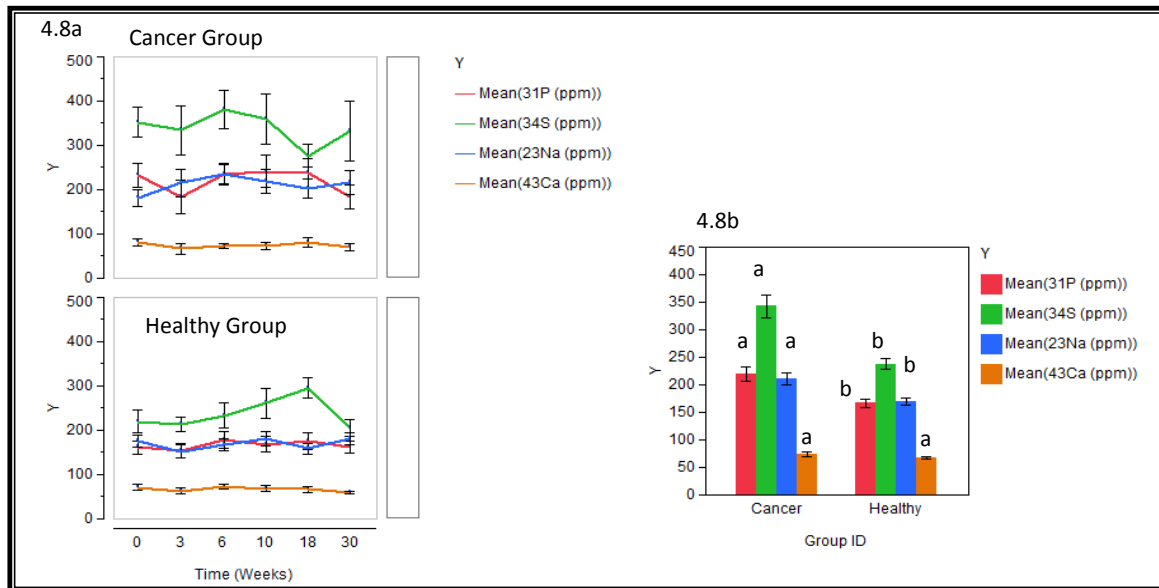 4.8a
Cancer Group
500
400
300
200
100
0
Y
Y
Mean(31P (ppm))
Mean(34S (ppm))
Mean(23Na (ppm))
Mean(43Ca (ppm))
Healthy Group
500
400
300
200
100
0
Y
0 3 6 10 18 30
Time (Weeks)
4.8b
450
400
350
300
250
200
150
100
50
0
Y
a
a a
a
b
b b
a
Cancer Healthy
Group ID
Y
Mean(31P (ppm))
Mean(34S (ppm))
Mean(23Na (ppm))
Mean(43Ca (ppm))